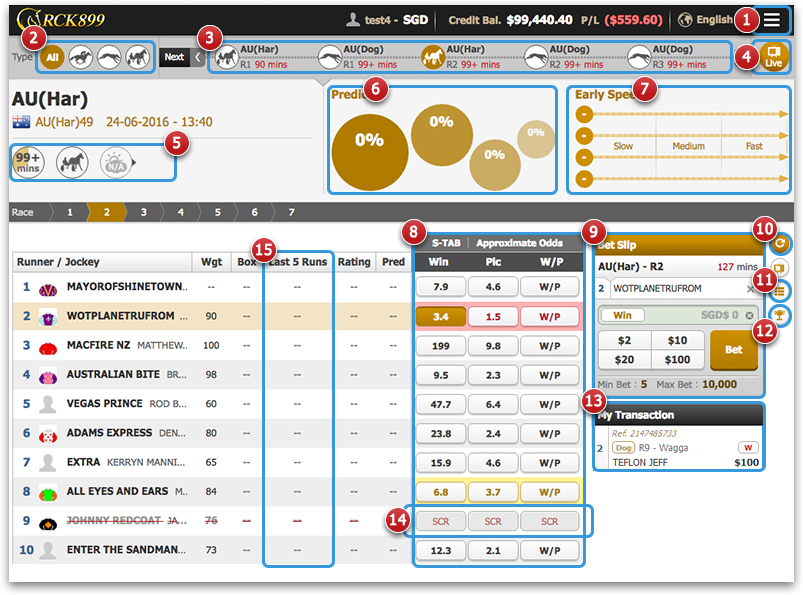 RCK899
test4 - SGD
Credit Bal. $99,440.40 P/L ($559.60)
English
1
2
3
4
Type
All
Next
AU(Har)
R1 90 mins
AU(Dog)
R1 99+ mins
AU(Har)
R2 99+ mins
AU(Dog)
R2 99+ mins
AU(Dog)
R3 99+ mins
Live
AU(Har)
AU(Har)49 24-06-2016 - 13:40
99+
mins
N/A
5
Predi
6
0%
0%
0%
0%
Early Spee
7
Slow Medium Fast
Race 1 2 3 4 5 6 7
15
8
S-TAB Approximate Odds
Runner / Jockey Wgt Box Last 5 Runs Rating Pred Win Plc W/P
1 MAYOROFSHINETOWN.. -- -- -- -- -- 7.9 4.6 W/P
2 WOTPLANETRUFROM .. 90 -- -- -- -- 3.4 1.5 W/P
3 MACFIRE NZ MATTHEW.. 100 -- -- -- -- 199 9.8 W/P
4 AUSTRALIAN BITE BR... 98 -- -- -- -- 9.5 2.3 W/P
5 VEGAS PRINCE ROD B... 60 -- -- -- -- 47.7 6.4 W/P
6 ADAMS EXPRESS DEN... 80 -- -- -- -- 23.8 2.4 W/P
7 EXTRA KERRYN MANNI... 65 -- -- -- -- 15.9 4.6 W/P
8 ALL EYES AND EARS M.. 84 -- -- -- -- 6.8 3.7 W/P
9 JOHNNY REDCOAT JA... 76 -- -- -- -- 14 SCR SCR SCR
10 ENTER THE SANDMAN... 73 -- -- -- -- 12.3 2.1 W/P
9
Bet Slip
10
AU(Har) - R2 127 mins
2 WOTPLANETRUFROM
11
Win SGD$ 0
12
$2 $10
$20 $100
Bet
Min Bet : 5 Max Bet : 10,000
13
My Transaction
Ref. 2147485733
2 Dog R9 - Wagga W
TEFLON JEFF $100